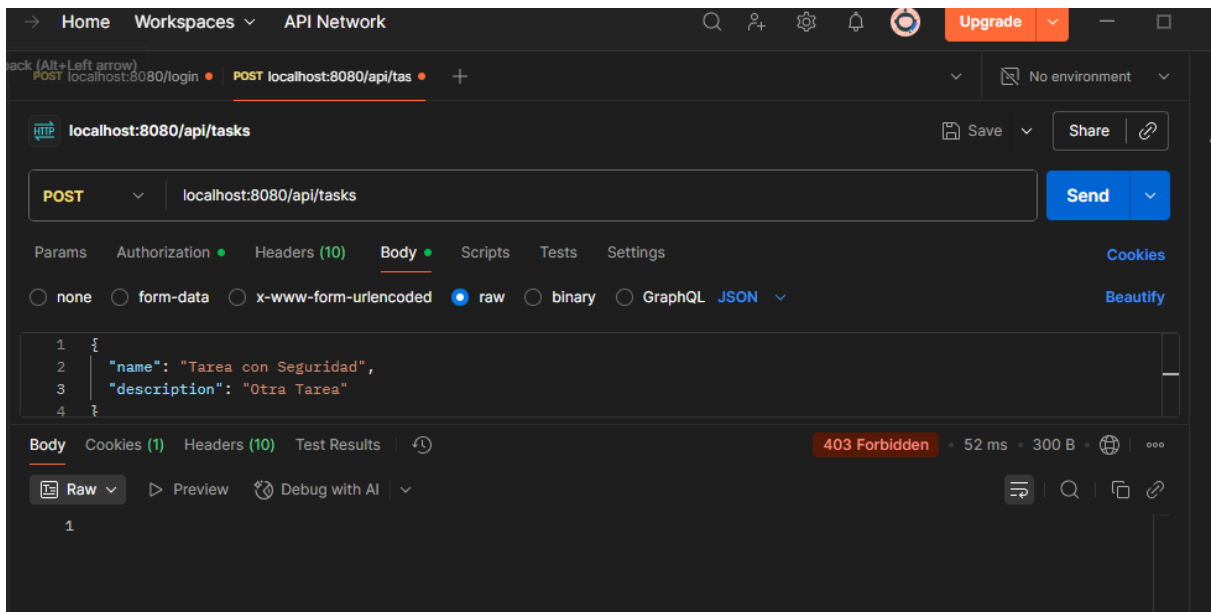 Home Workspaces API Network Upgrade
back (Alt+Left arrow)
POST localhost:8080/login POST localhost:8080/api/tas No environment
HTTP localhost:8080/api/tasks Save Share
POST localhost:8080/api/tasks Send
Params Authorization Headers (10) Body Scripts Tests Settings Cookies
none form-data x-www-form-urlencoded raw binary GraphQL JSON Beautify
1 {
2 "name": "Tarea con Seguridad",
3 "description": "Otra Tarea"
4 }
Body Cookies (1) Headers (10) Test Results 403 Forbidden 52 ms 300 B
Raw Preview Debug with AI
1